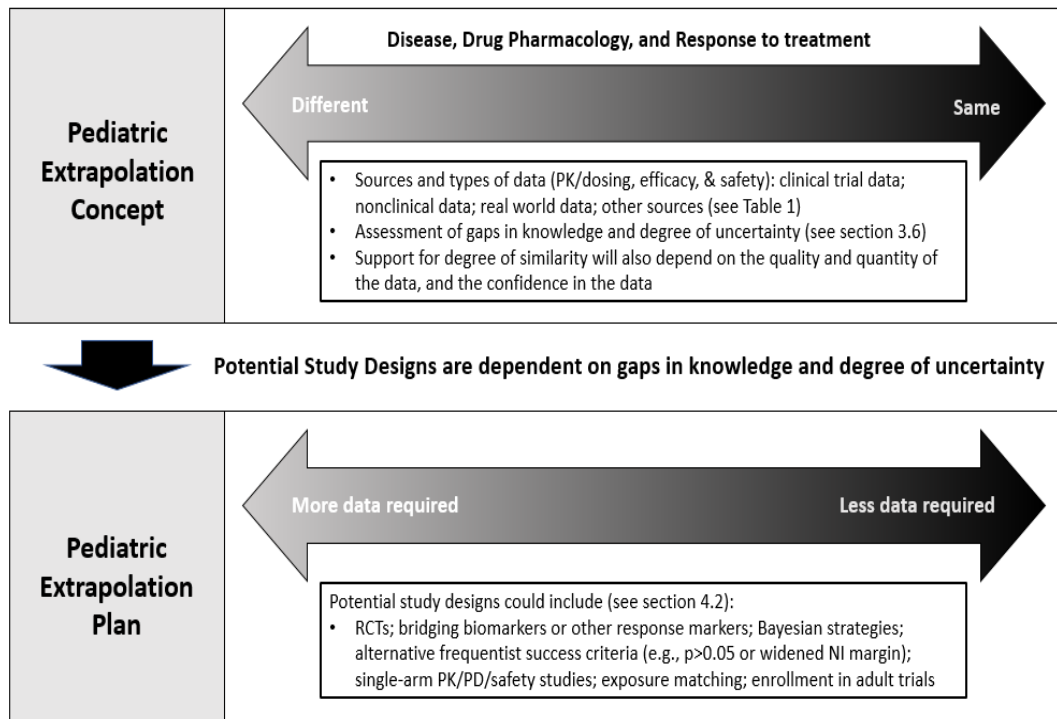 Pediatric
Extrapolation
Concept
Disease, Drug Pharmacology, and Response to treatment
Different
Same
• Sources and types of data (PK/dosing, efficacy, & safety): clinical trial data;
nonclinical data; real world data; other sources (see Table 1)
• Assessment of gaps in knowledge and degree of uncertainty (see section 3.6)
• Support for degree of similarity will also depend on the quality and quantity of
the data, and the confidence in the data
Potential Study Designs are dependent on gaps in knowledge and degree of uncertainty
Pediatric
Extrapolation
Plan
More data required
Less data required
Potential study designs could include (see section 4.2):
• RCTs; bridging biomarkers or other response markers; Bayesian strategies;
alternative frequentist success criteria (e.g., p>0.05 or widened NI margin);
single-arm PK/PD/safety studies; exposure matching; enrollment in adult trials